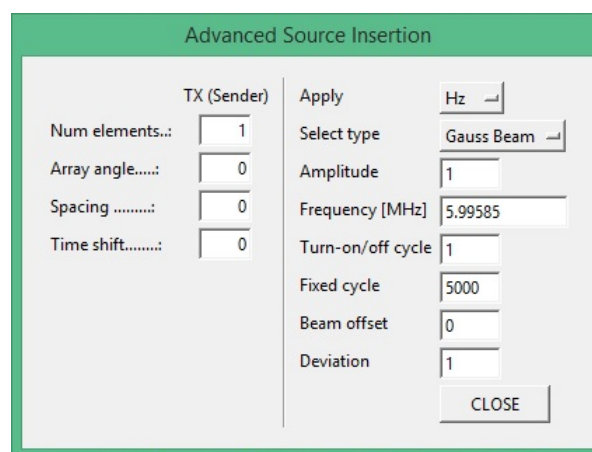 Advanced Source Insertion
TX (Sender)
Num elements..: 1
Array angle.....: 0
Spacing .........: 0
Time shift........: 0
Apply Hz
Select type Gauss Beam
Amplitude 1
Frequency [MHz] 5.99585
Turn-on/off cycle 1
Fixed cycle 5000
Beam offset 0
Deviation 1
CLOSE